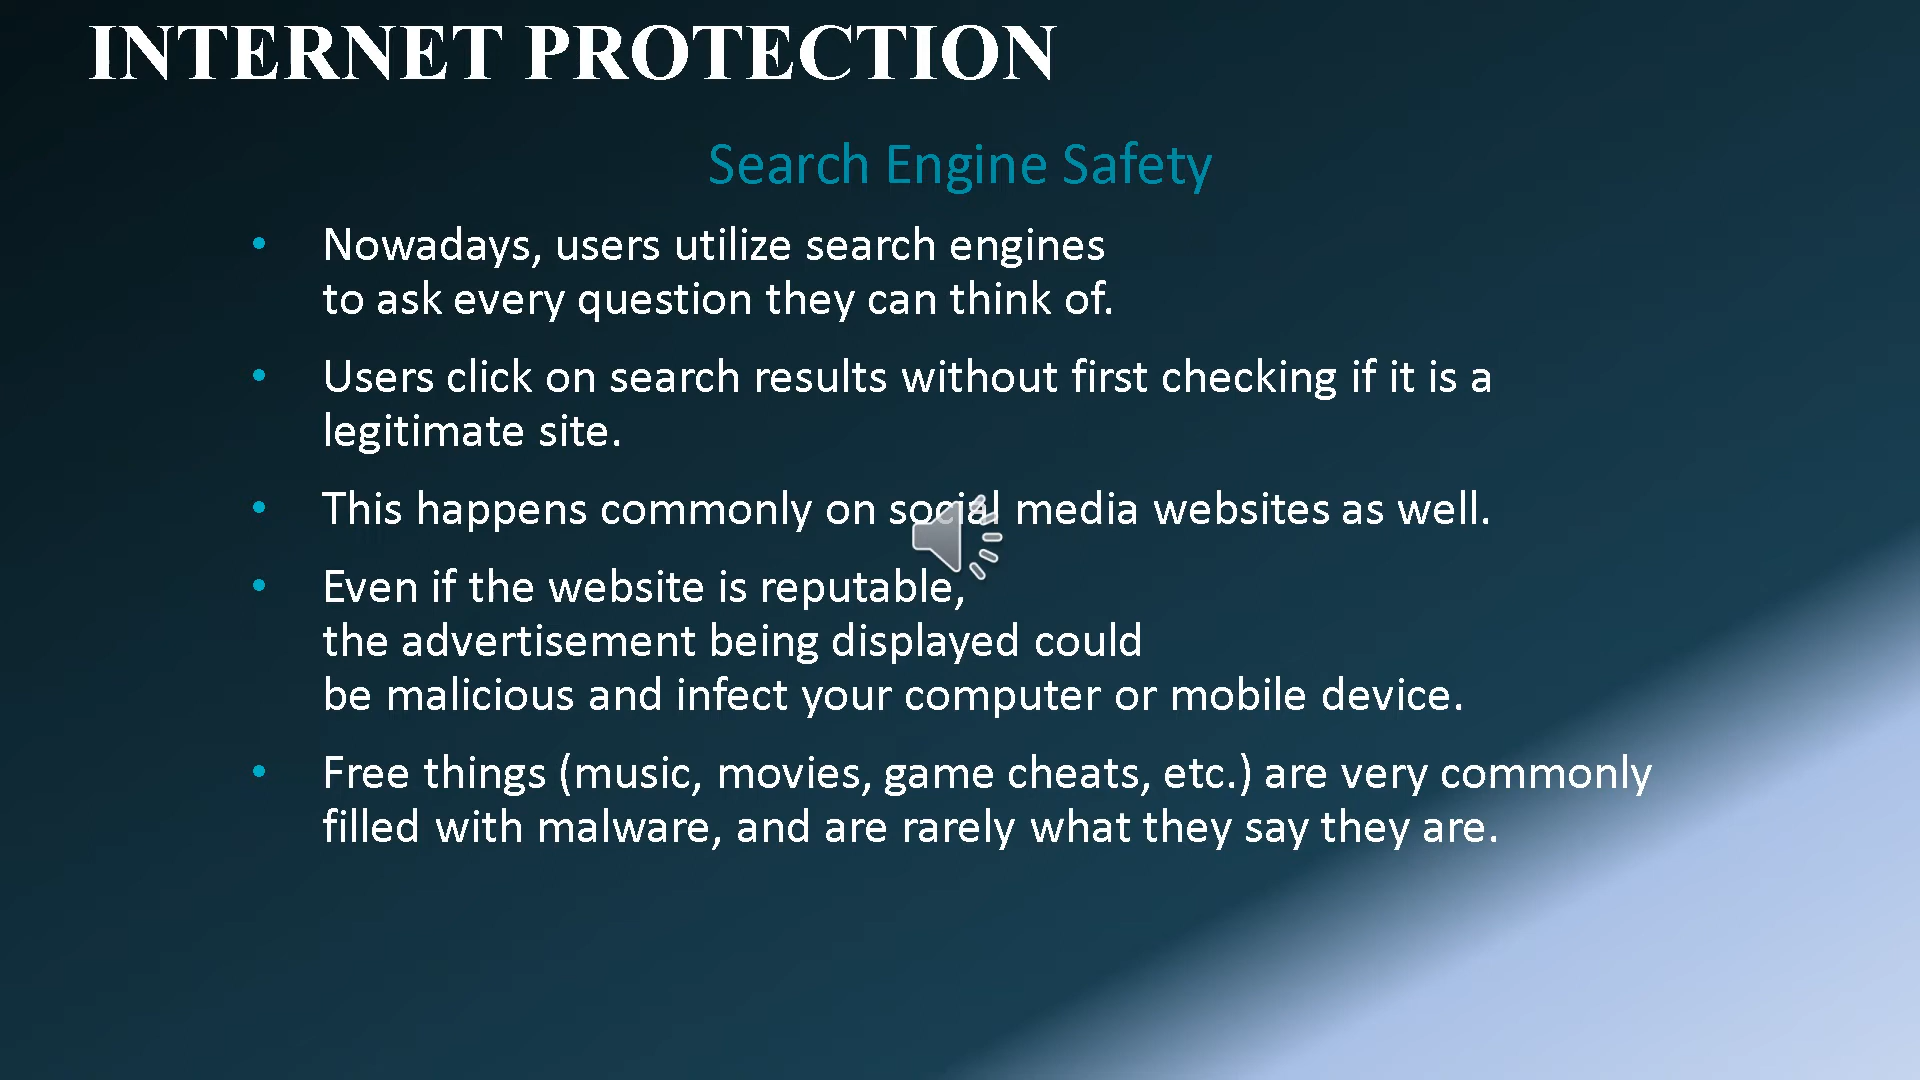 INTERNET PROTECTION
Search Engine Safety
• Nowadays, users utilize search engines
to ask every question they can think of.
• Users click on search results without first checking if it is a
legitimate site.
• This happens commonly on social media websites as well.
• Even if the website is reputable,
the advertisement being displayed could
be malicious and infect your computer or mobile device.
• Free things (music, movies, game cheats, etc.) are very commonly
filled with malware, and are rarely what they say they are.